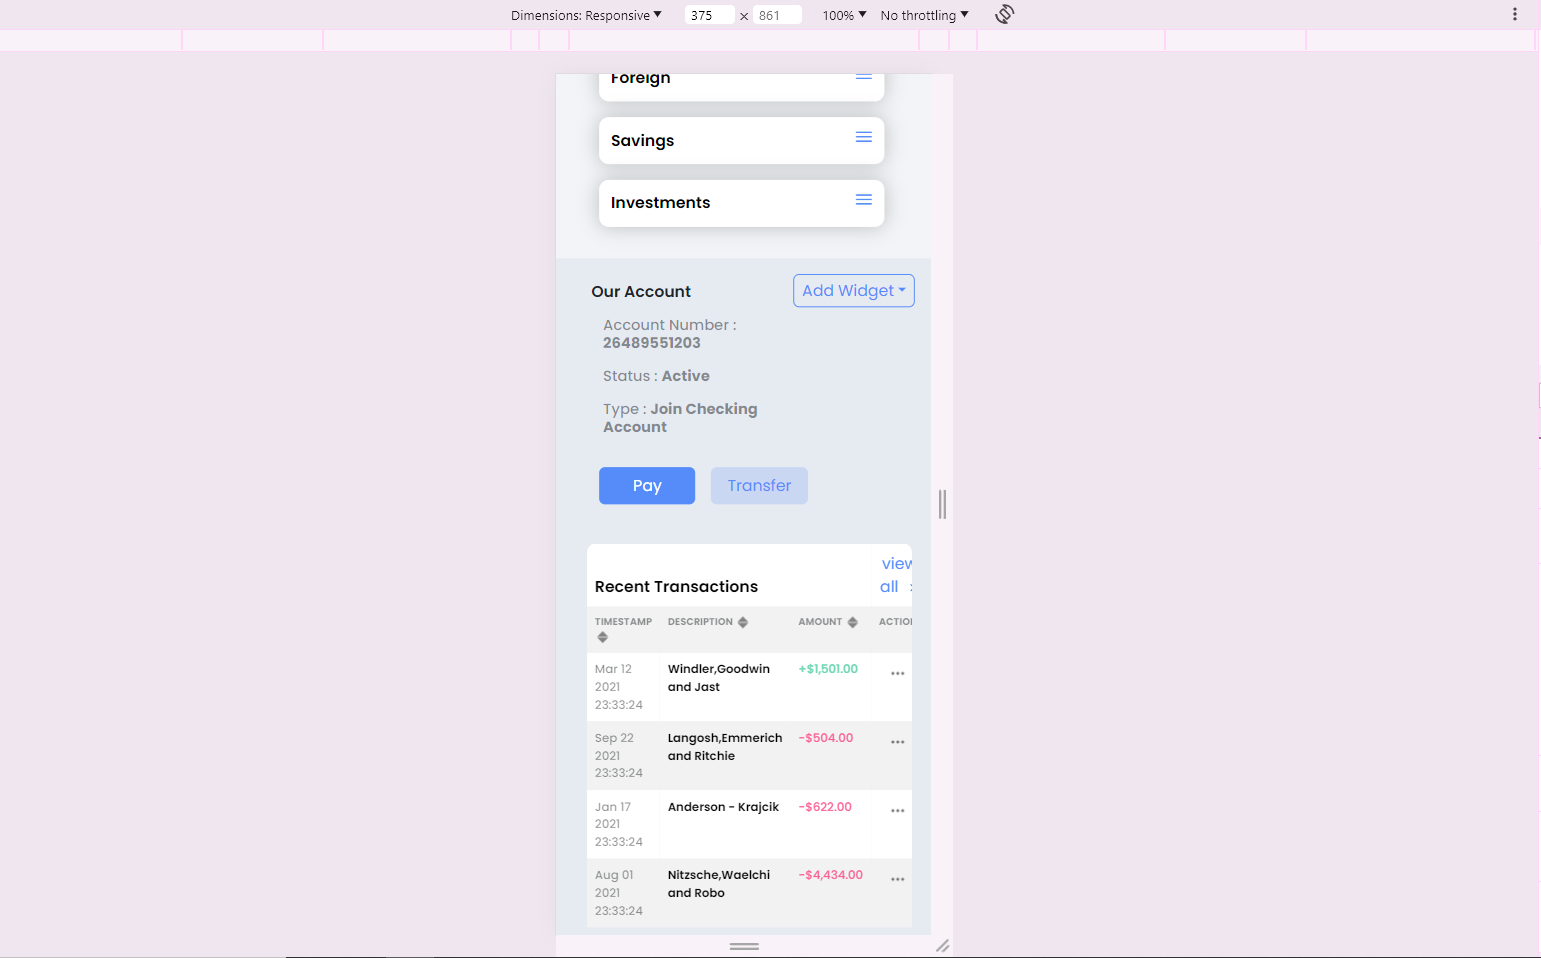 Dimensions: Responsive 375 × 861 100% No throttling
Foreign
Savings
Investments
Our Account Add Widget
Account Number :
26489551203
Status : Active
Type : Join Checking
Account
Pay Transfer
view
Recent Transactions all
TIMESTAMP DESCRIPTION AMOUNT ACTIO
Mar 12 Windler,Goodwin +$1,501.00 •••
2021 and Jast
23:33:24
Sep 22 Langosh,Emmerich -$504.00 •••
2021 and Ritchie
23:33:24
Jan 17 Anderson - Krajcik -$622.00 •••
2021
23:33:24
Aug 01 Nitzsche,Waelchi -$4,434.00 •••
2021 and Robo
23:33:24